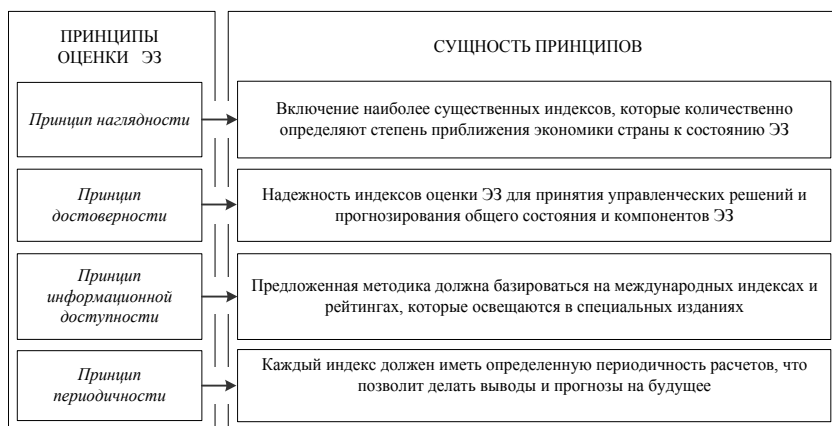 ПРИНЦИПЫ
ОЦЕНКИ ЭЗ
СУЩНОСТЬ ПРИНЦИПОВ
Принцип наглядности
Включение наиболее существенных индексов, которые количественно
определяют степень приближения экономики страны к состоянию ЭЗ
Принцип
достоверности
Надежность индексов оценки ЭЗ для принятия управленческих решений и
прогнозирования общего состояния и компонентов ЭЗ
Принцип
информационной
доступности
Предложенная методика должна базироваться на международных индексах и
рейтингах, которые освещаются в специальных изданиях
Принцип
периодичности
Каждый индекс должен иметь определенную периодичность расчетов, что
позволит делать выводы и прогнозы на будущее